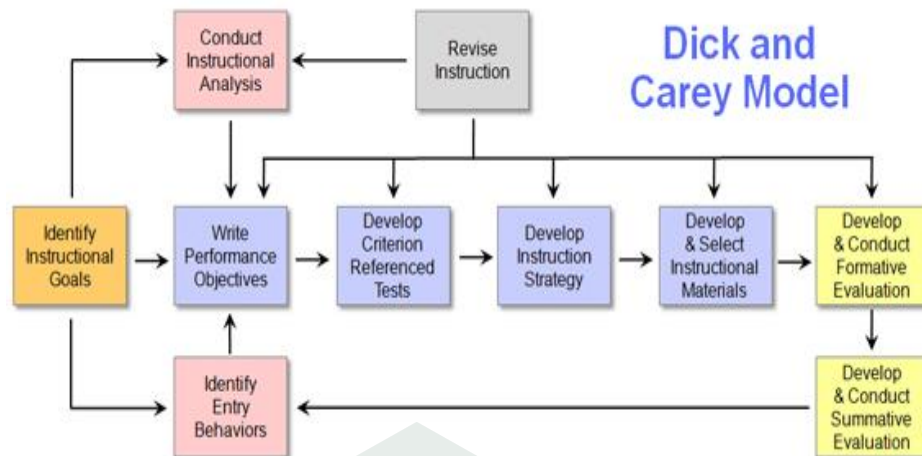 Conduct
Instructional
Analysis
Revise
Instruction
Dick and
Carey Model
Identify
Instructional
Goals
Write
Performance
Objectives
Develop
Criterion
Referenced
Tests
Develop
Instruction
Strategy
Develop
& Select
Instructional
Materials
Develop
& Conduct
Formative
Evaluation
Identify
Entry
Behaviors
Develop
& Conduct
Summative
Evaluation